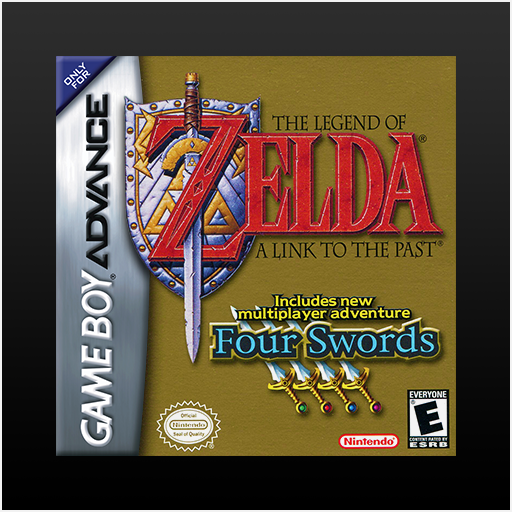 ONLY
FOR
GAME BOY ADVANCE®
THE LEGEND OF
ZELDA®
A LINK TO THE PAST®
Includes new
multiplayer adventure
Four Swords
Official
Nintendo
Seal of Quality
Nintendo®
EVERYONE
E
CONTENT RATED BY
ESRB